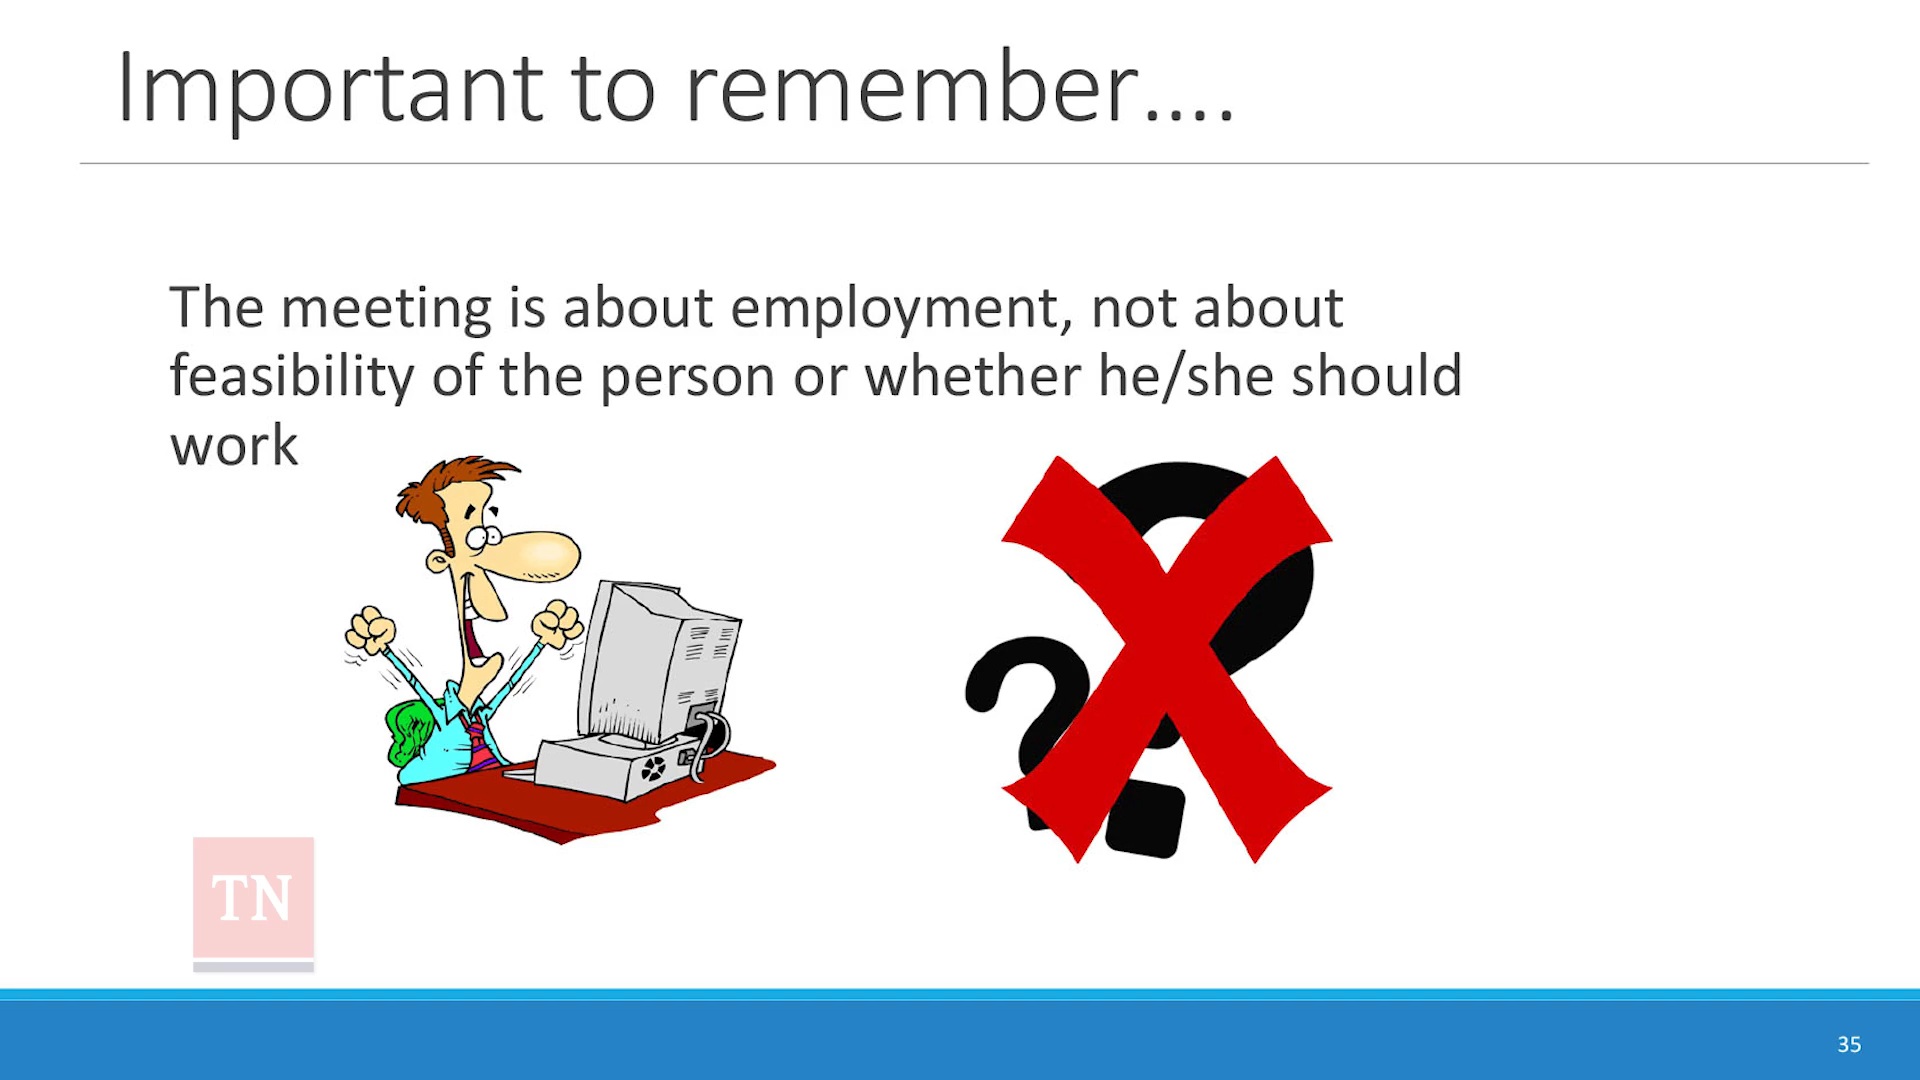 Important to remember....
The meeting is about employment, not about
feasibility of the person or whether he/she should
work
TN
35